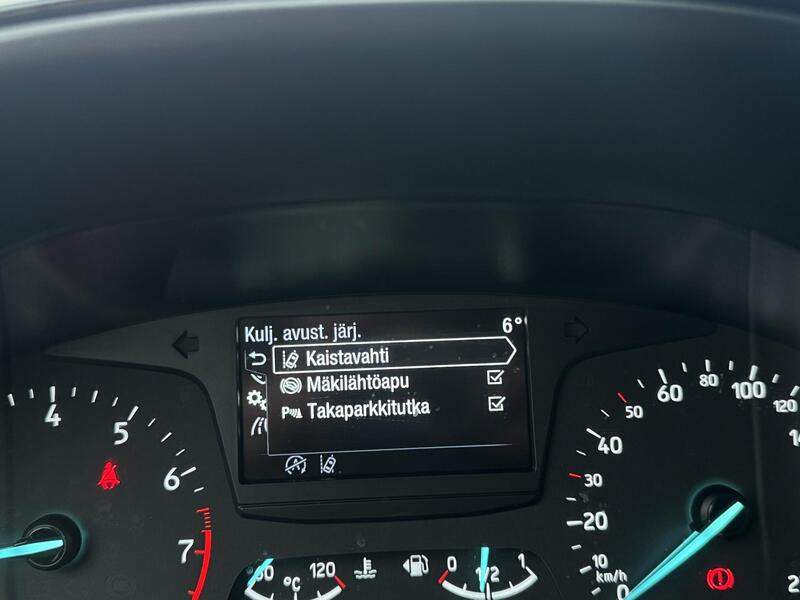 Kulj. avust. järj. 6°
Kaistavahti
Mäkilähtöapu
P Takaparkkitutka
4
5
6
7
60 °C 120
0 1/2 1
0
10
km/h
20
30
40
50
60
80
100
120